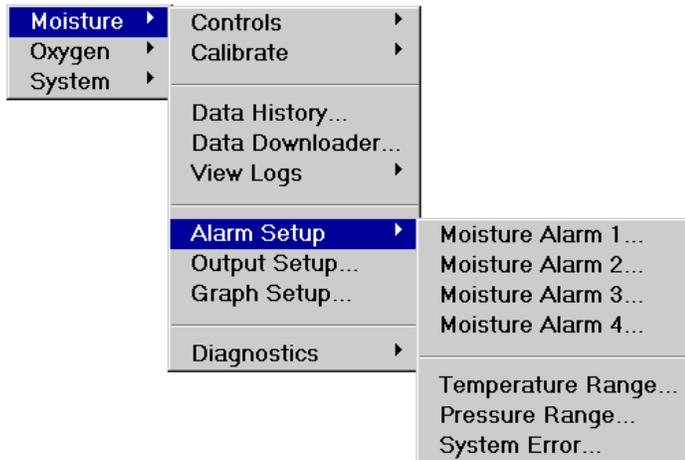 Moisture
Oxygen
System
Controls
Calibrate
Data History...
Data Downloader...
View Logs
Alarm Setup
Output Setup...
Graph Setup...
Diagnostics
Moisture Alarm 1...
Moisture Alarm 2...
Moisture Alarm 3...
Moisture Alarm 4...
Temperature Range...
Pressure Range...
System Error...